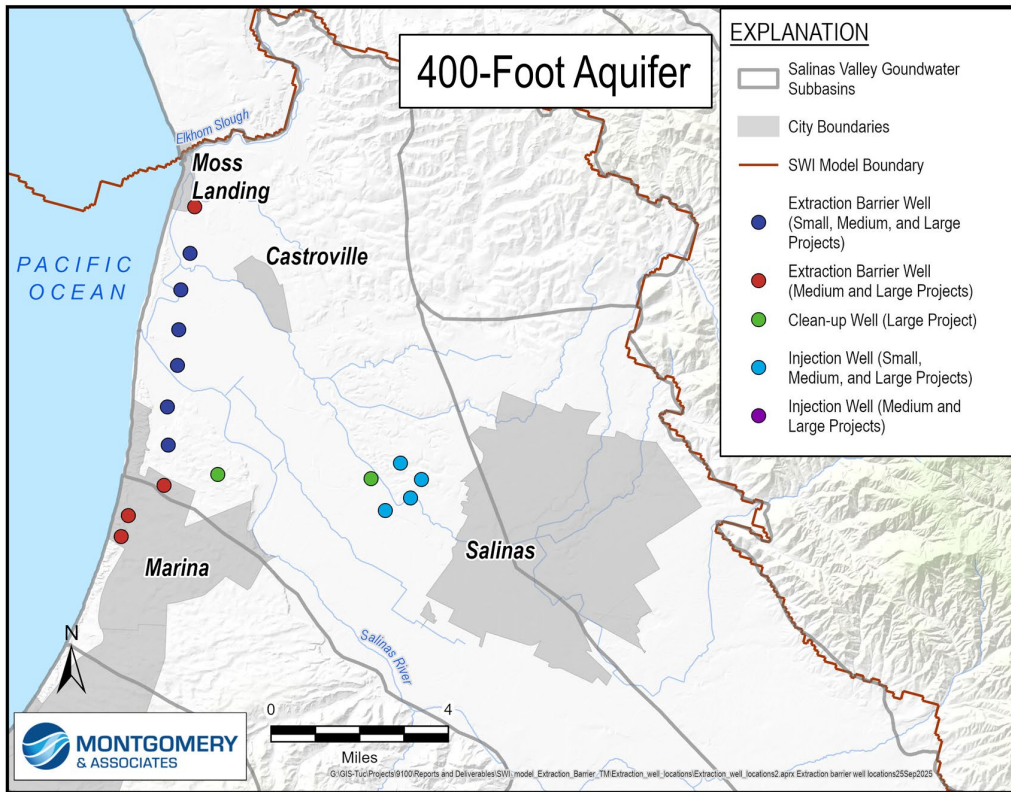 400-Foot Aquifer
EXPLANATION
Salinas Valley Goundwater
Subbasins
City Boundaries
SWI Model Boundary
Extraction Barrier Well
(Small, Medium, and Large
Projects)
Extraction Barrier Well
(Medium and Large Projects)
Clean-up Well (Large Project)
Injection Well (Small,
Medium, and Large Projects)
Injection Well (Medium and
Large Projects)
Elkhorn Slough
Moss
Landing
Castroville
PACIFIC
OCEAN
Salinas
Marina
Salinas River
N
0 4
Miles
MONTGOMERY
& ASSOCIATES
G:\GIS-Tuc\Projects\9100\Reports and Deliverables\SWI_model_Extraction_Barrier_TM\Extraction_well_locations\Extraction_well_locations2.aprx Extraction barrier well locations25Sep2025